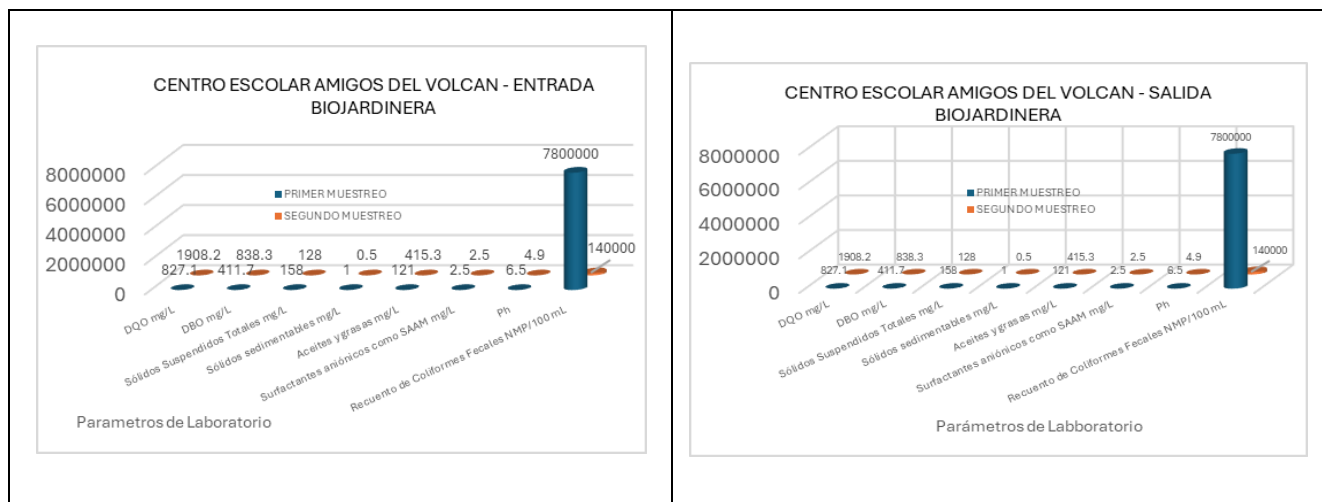 CENTRO ESCOLAR AMIGOS DEL VOLCAN - ENTRADA
BIOJARDINERA
7800000
8000000
6000000
4000000
2000000
0
PRIMER MUESTREO
SEGUNDO MUESTREO
1908.2 838.3 128 0.5 415.3 2.5 4.9 140000
827.1 411.7 158 1 121 2.5 6.5
DQO mg/L
DBO mg/L
Sólidos Suspendidos Totales mg/L
Sólidos sedimentables mg/L
Aceites y grasas mg/L
Surfactantes aniónicos como SAAM mg/L
Ph
Recuento de Coliformes Fecales NMP/100 mL
Parametros de Laboratorio
CENTRO ESCOLAR AMIGOS DEL VOLCAN - SALIDA
BIOJARDINERA
7800000
8000000
6000000
4000000
2000000
0
PRIMER MUESTREO
SEGUNDO MUESTREO
1908.2 838.3 128 0.5 415.3 2.5 4.9 140000
827.1 411.7 158 1 121 2.5 6.5
DQO mg/L
DBO mg/L
Sólidos Suspendidos Totales mg/L
Sólidos sedimentables mg/L
Aceites y grasas mg/L
Surfactantes aniónicos como SAAM mg/L
Ph
Recuento de Coliformes Fecales NMP/100 mL
Parámetros de Labboratorio